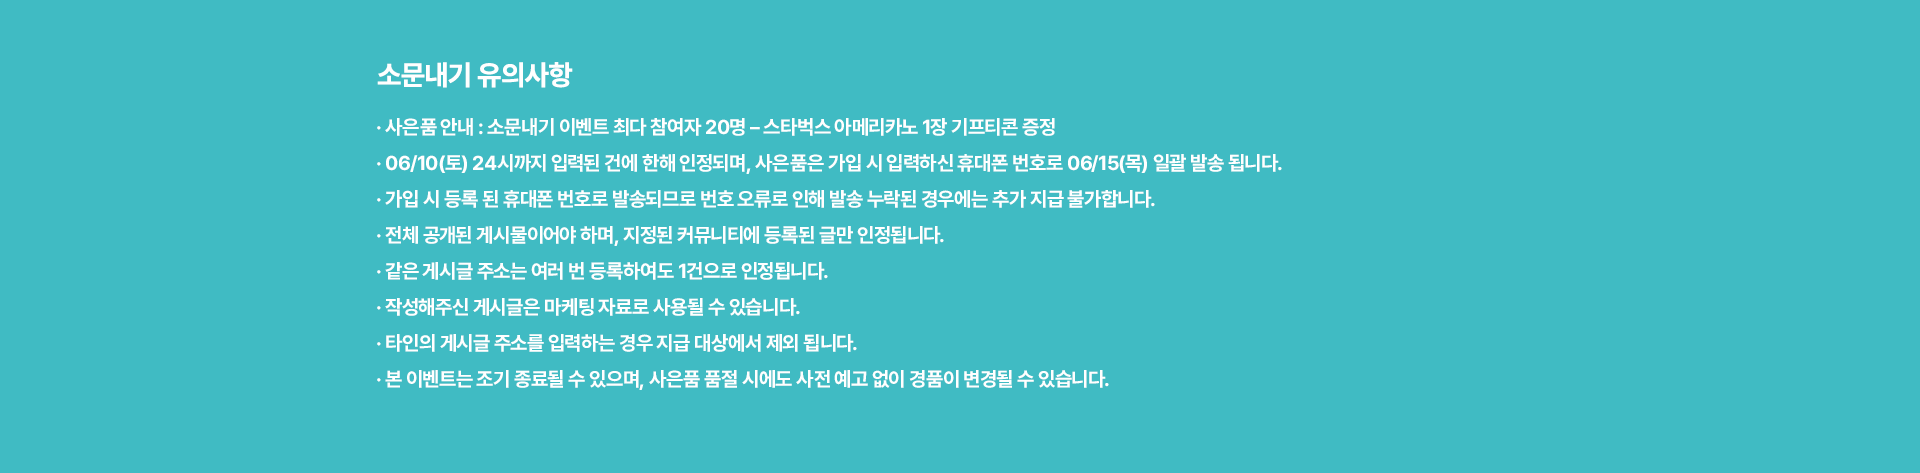 소문내기 유의사항
· 사은품 안내 : 소문내기 이벤트 최다 참여자 20명 – 스타벅스 아메리카노 1장 기프티콘 증정
· 06/10(토) 24시까지 입력된 건에 한해 인정되며, 사은품은 가입 시 입력하신 휴대폰 번호로 06/15(목) 일괄 발송 됩니다.
· 가입 시 등록 된 휴대폰 번호로 발송되므로 번호 오류로 인해 발송 누락된 경우에는 추가 지급 불가합니다.
· 전체 공개된 게시물이어야 하며, 지정된 커뮤니티에 등록된 글만 인정됩니다.
· 같은 게시글 주소는 여러 번 등록하여도 1건으로 인정됩니다.
· 작성해주신 게시글은 마케팅 자료로 사용될 수 있습니다.
· 타인의 게시글 주소를 입력하는 경우 지급 대상에서 제외 됩니다.
· 본 이벤트는 조기 종료될 수 있으며, 사은품 품절 시에도 사전 예고 없이 경품이 변경될 수 있습니다.